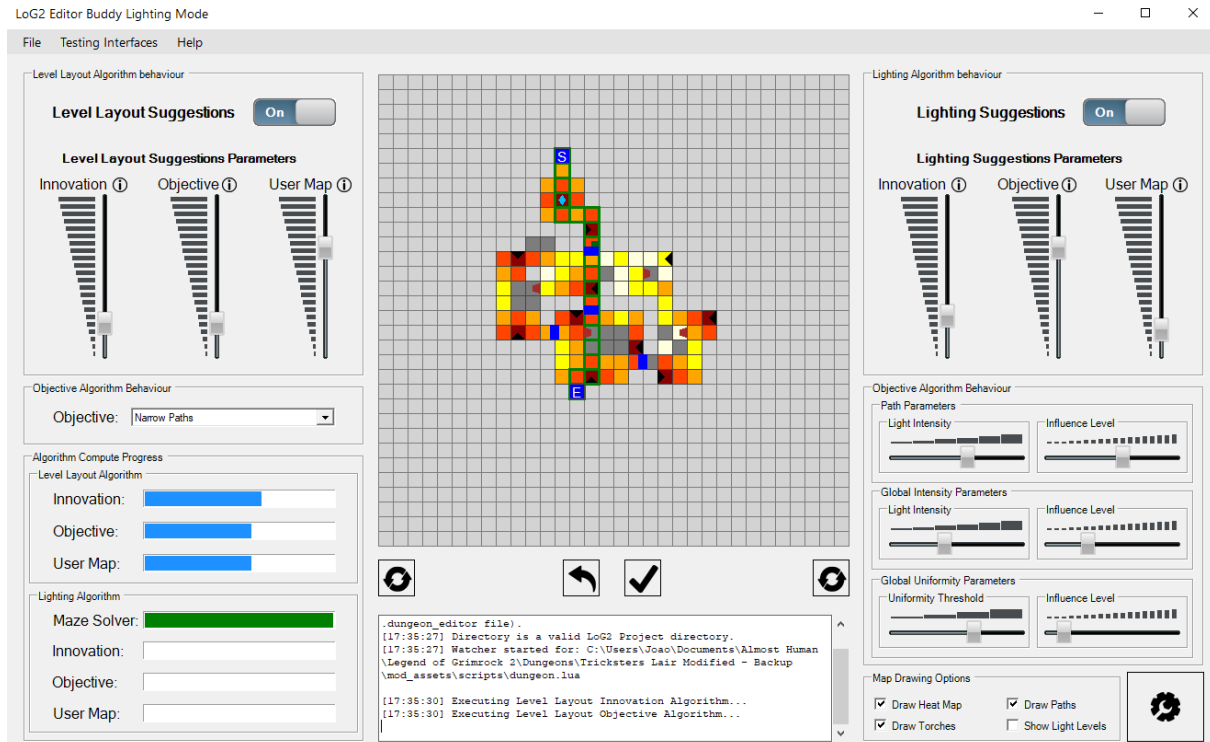 LoG2 Editor Buddy Lighting Mode
File Testing Interfaces Help
Level Layout Algorithm behaviour
Level Layout Suggestions On
Level Layout Suggestions Parameters
Innovation Objective User Map
Objective Algorithm Behaviour
Objective: Narrow Paths
Algorithm Compute Progress
Level Layout Algorithm
Innovation:
Objective:
User Map:
Lighting Algorithm
Maze Solver:
Innovation:
Objective:
User Map:
S
E
.dungeon_editor file).
[17:35:27] Directory is a valid LoG2 Project directory.
[17:35:27] Watcher started for: C:\Users\Joao\Documents\Almost Human
\Legend of Grimrock 2\Dungeons\Tricksters Lair Modified - Backup
\mod_assets\scripts\dungeon.lua
[17:35:30] Executing Level Layout Innovation Algorithm...
[17:35:30] Executing Level Layout Objective Algorithm...
Lighting Algorithm behaviour
Lighting Suggestions On
Lighting Suggestions Parameters
Innovation Objective User Map
Objective Algorithm Behaviour
Path Parameters
Light Intensity Influence Level
Global Intensity Parameters
Light Intensity Influence Level
Global Uniformity Parameters
Uniformity Threshold Influence Level
Map Drawing Options
Draw Heat Map Draw Paths
Draw Torches Show Light Levels